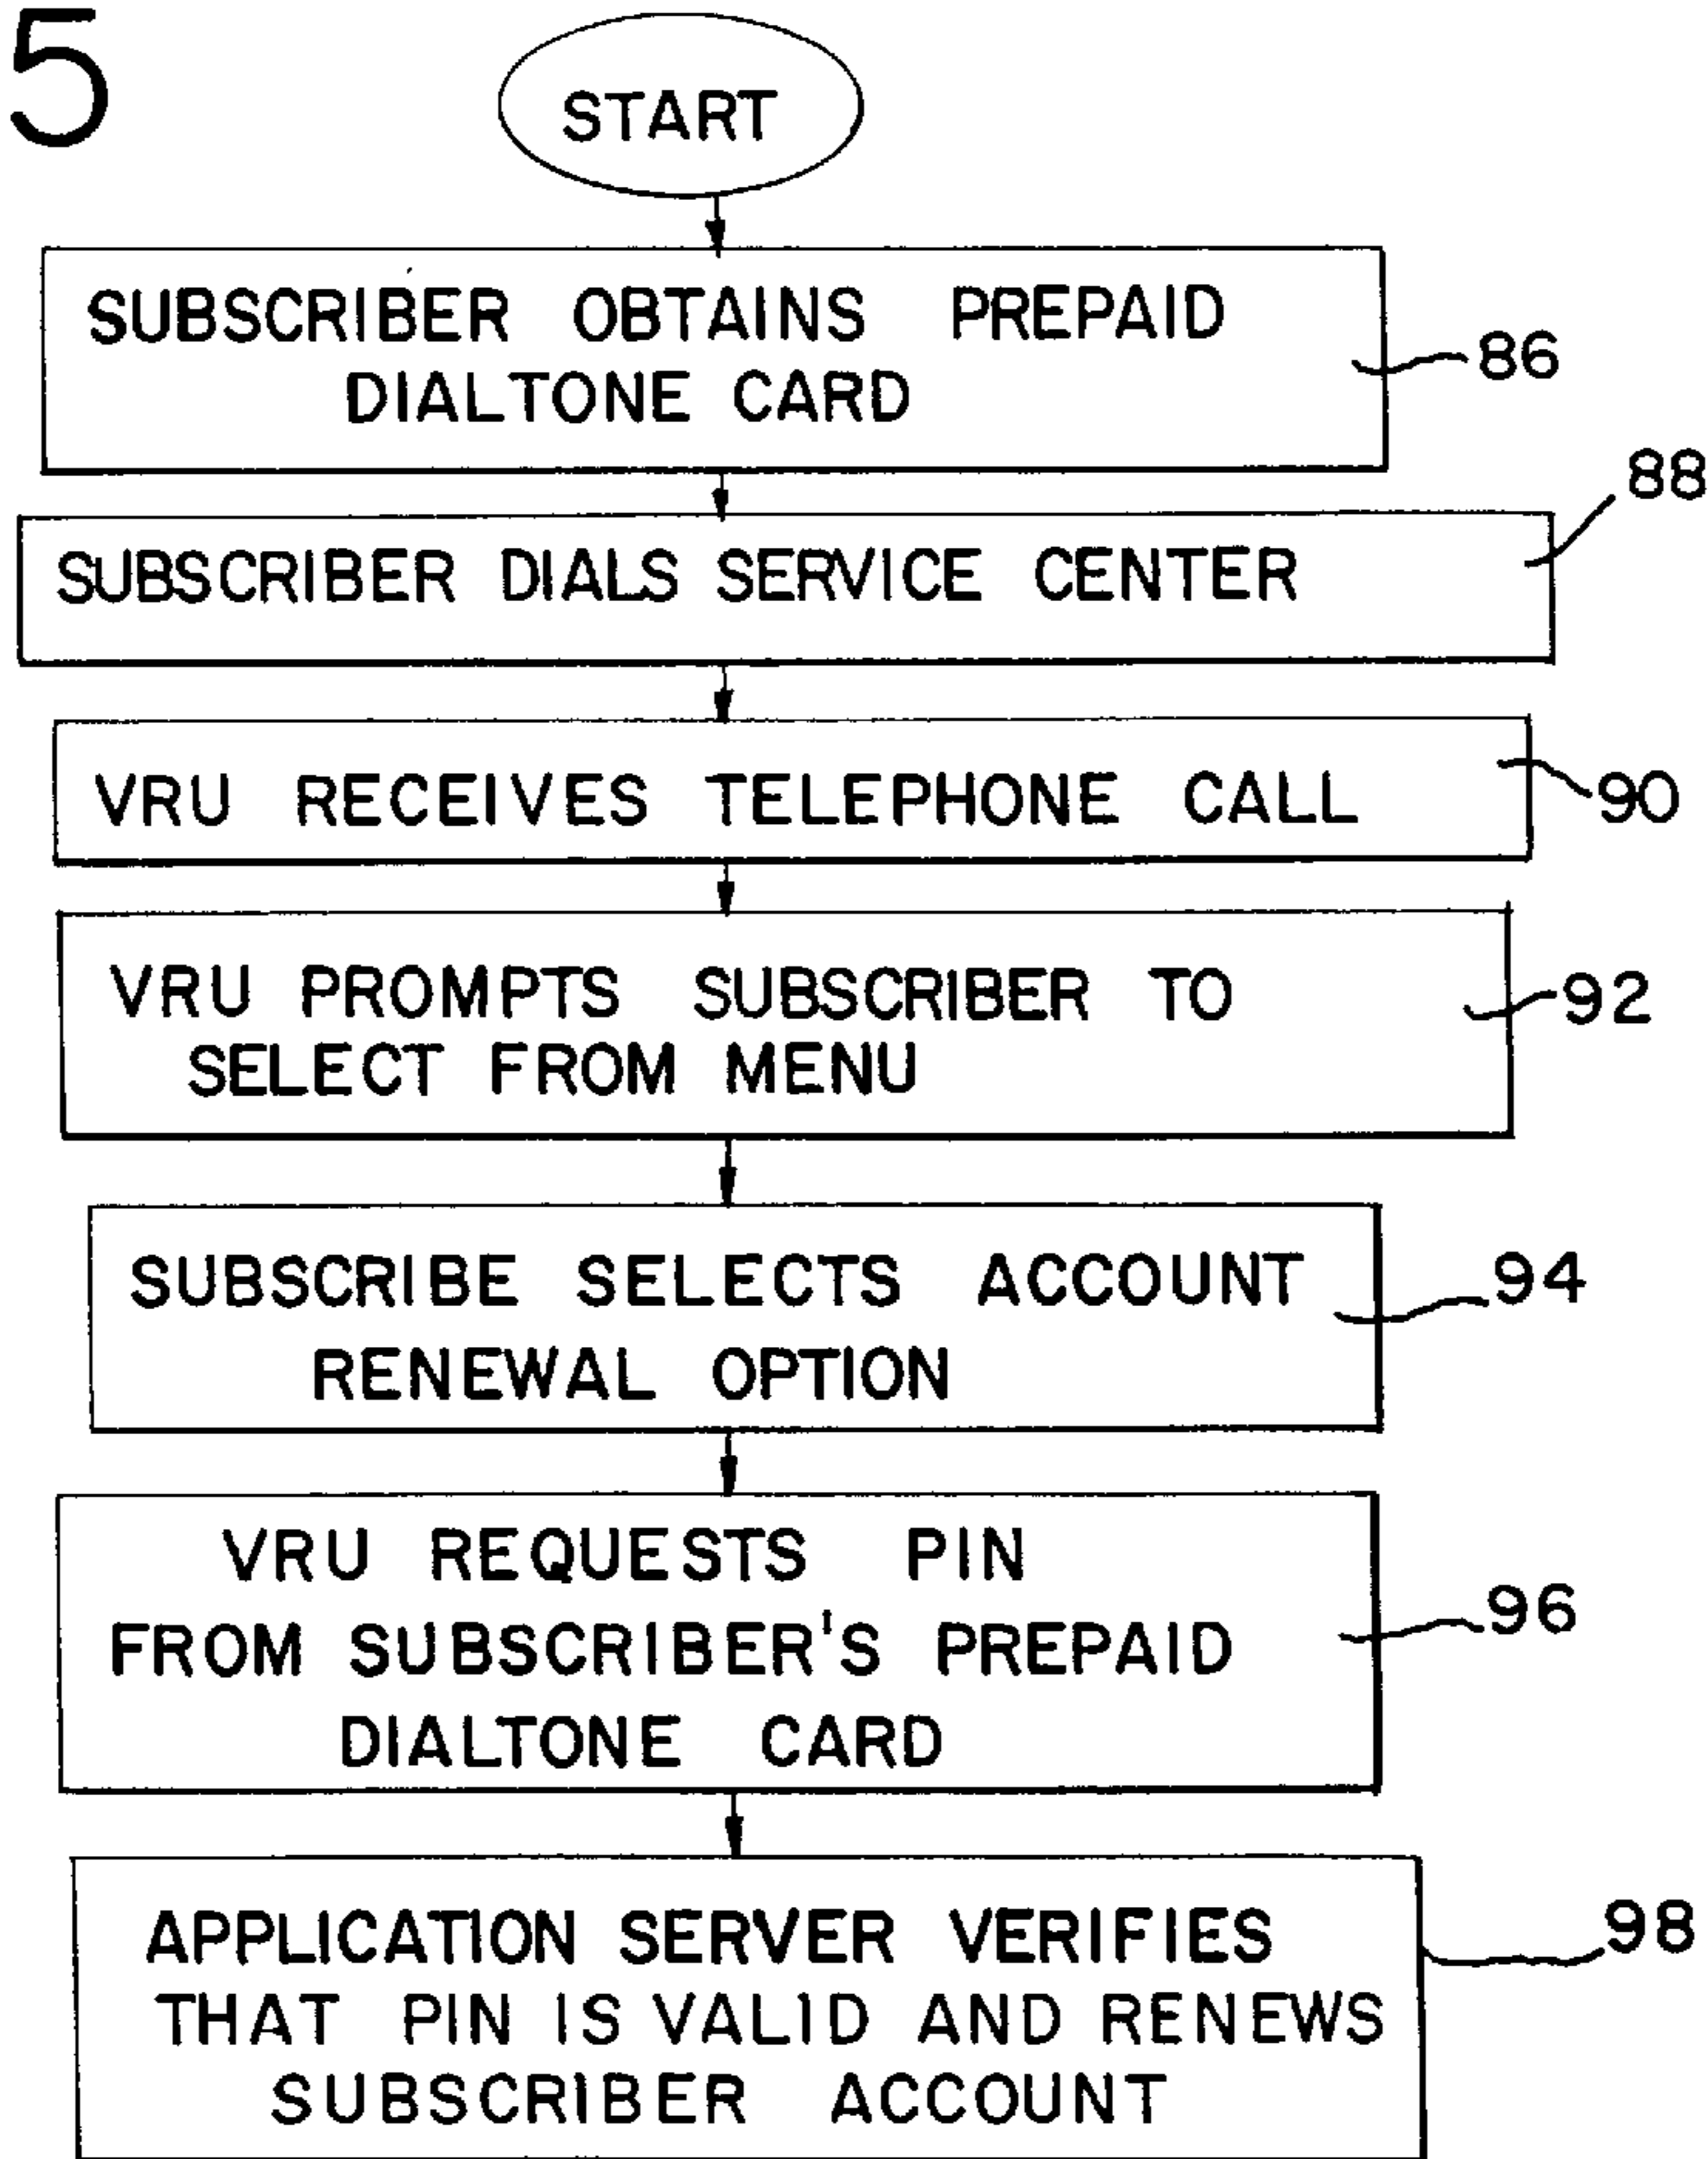 5
START
SUBSCRIBER OBTAINS PREPAID
DIALTONE CARD
86
88
SUBSCRIBER DIALS SERVICE CENTER
VRU RECEIVES TELEPHONE CALL
90
VRU PROMPTS SUBSCRIBER TO
SELECT FROM MENU
92
SUBSCRIBE SELECTS ACCOUNT
RENEWAL OPTION
94
VRU REQUESTS PIN
FROM SUBSCRIBER'S PREPAID
DIALTONE CARD
96
APPLICATION SERVER VERIFIES
THAT PIN IS VALID AND RENEWS
SUBSCRIBER ACCOUNT
98